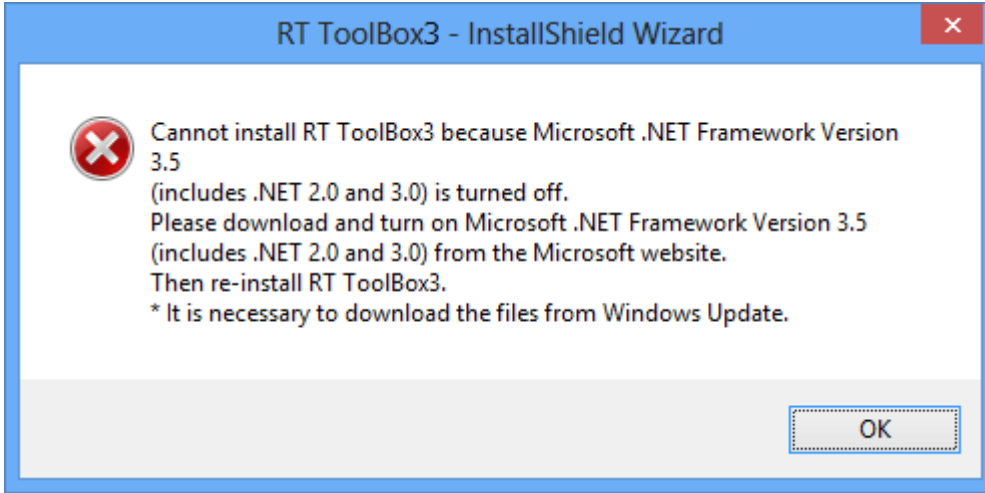 RT ToolBox3 - InstallShield Wizard
Cannot install RT ToolBox3 because Microsoft .NET Framework Version
3.5
(includes .NET 2.0 and 3.0) is turned off.
Please download and turn on Microsoft .NET Framework Version 3.5
(includes .NET 2.0 and 3.0) from the Microsoft website.
Then re-install RT ToolBox3.
* It is necessary to download the files from Windows Update.
OK